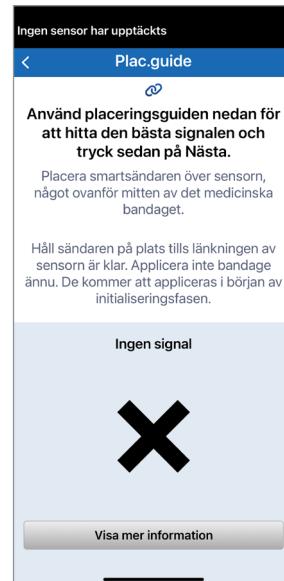 Ingen sensor har upptäckts
Plac.guide
Använd placeringsguiden nedan för
att hitta den bästa signalen och
tryck sedan på Nästa.
Placera smartsändaren över sensorn,
något ovanför mitten av det medicinska
bandaget.
Håll sändaren på plats tills länkningen av
sensorn är klar. Applicera inte bandage
ännu. De kommer att appliceras i början av
initialiseringsfasen.
Ingen signal
Visa mer information